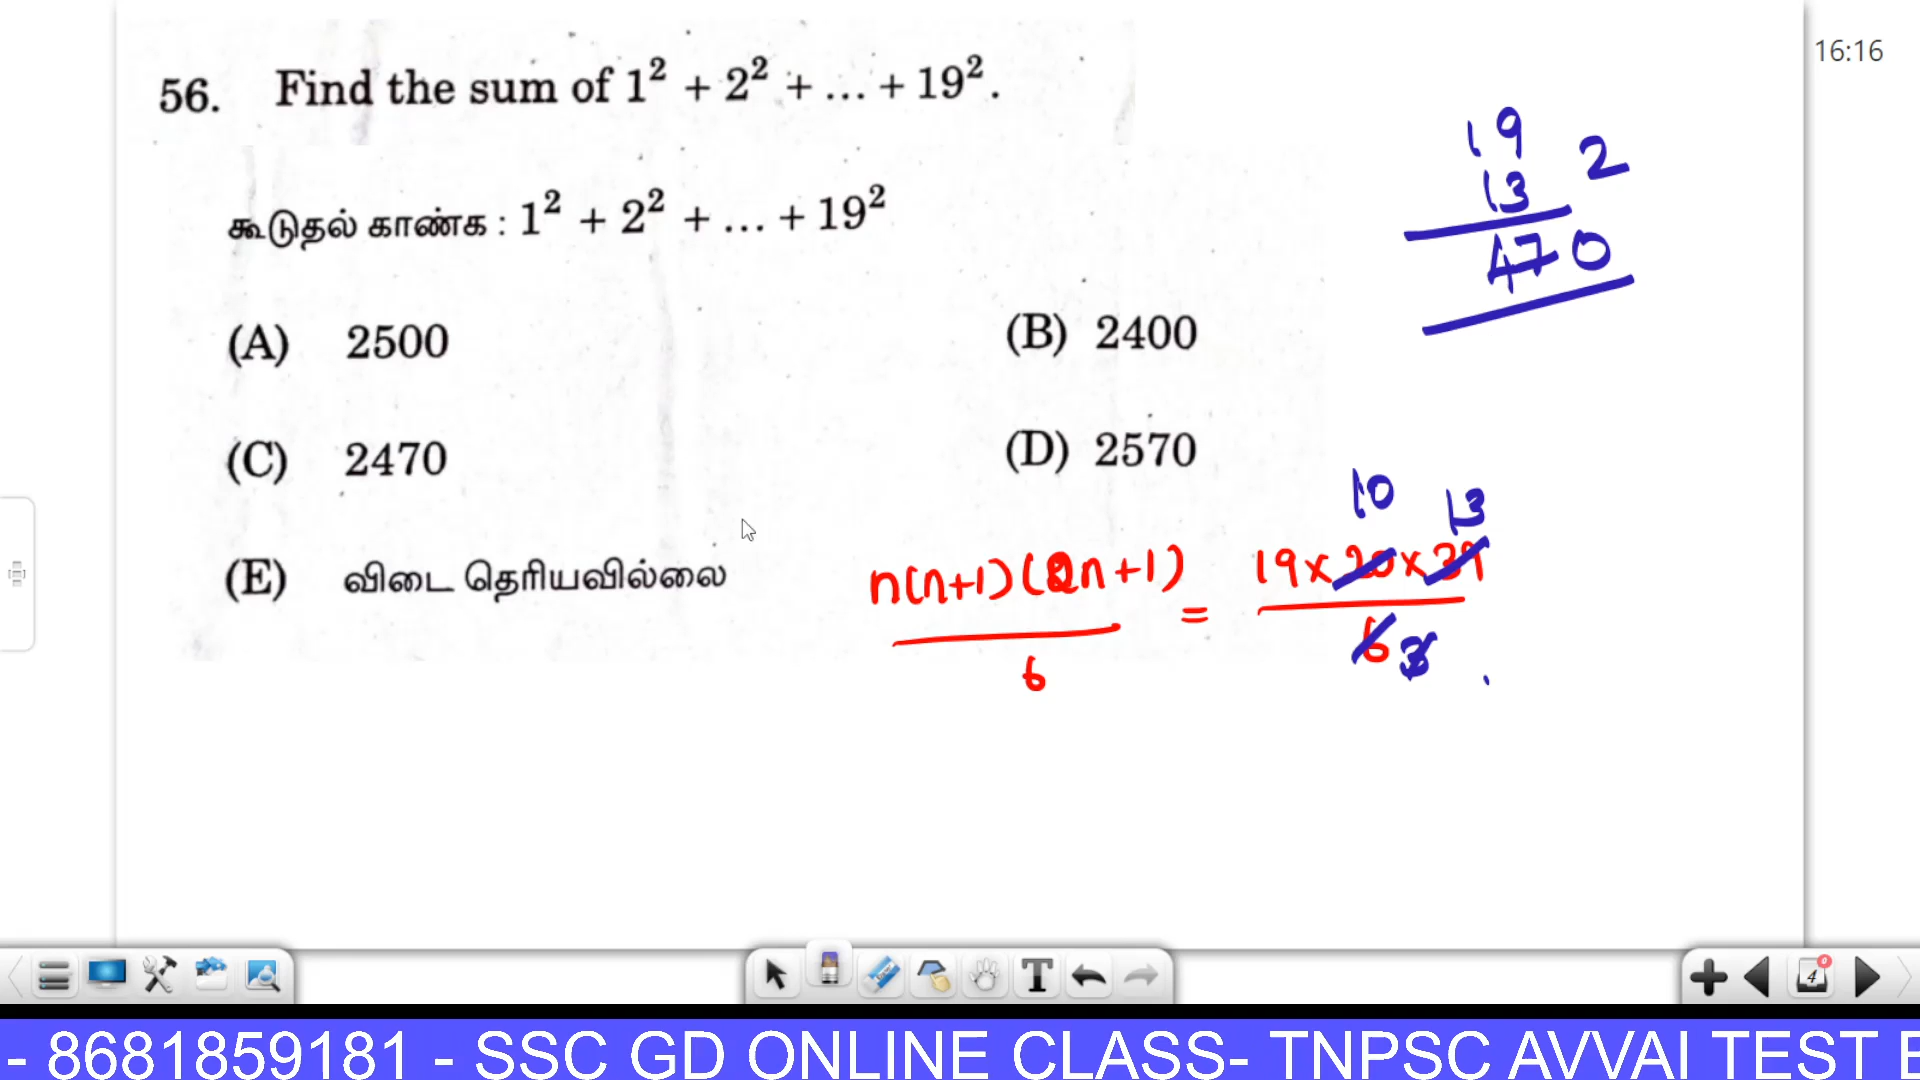 16:16
56. Find the sum of 1² + 2² + ... + 19².
கூடுதல் காண்க : 1² + 2² + ... + 19²
(A) 2500 (B) 2400
(C) 2470 (D) 2570
(E) விடை தெரியவில்லை
19
13 2
470
n(n+1)(2n+1) = 19 × 20 × 39
6 6 3
10 13
4
- 8681859181 - SSC GD ONLINE CLASS- TNPSC AVVAI TEST